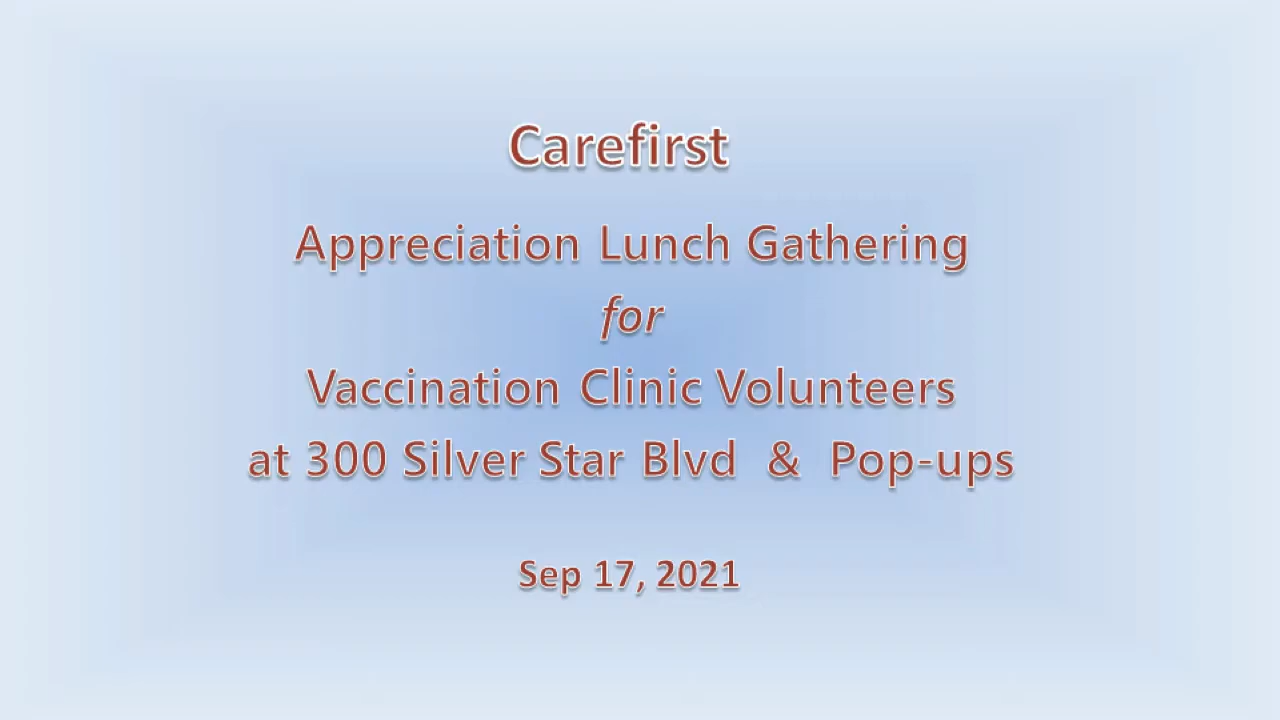 Carefirst
Appreciation Lunch Gathering
for
Vaccination Clinic Volunteers
at 300 Silver Star Blvd & Pop-ups
Sep 17, 2021